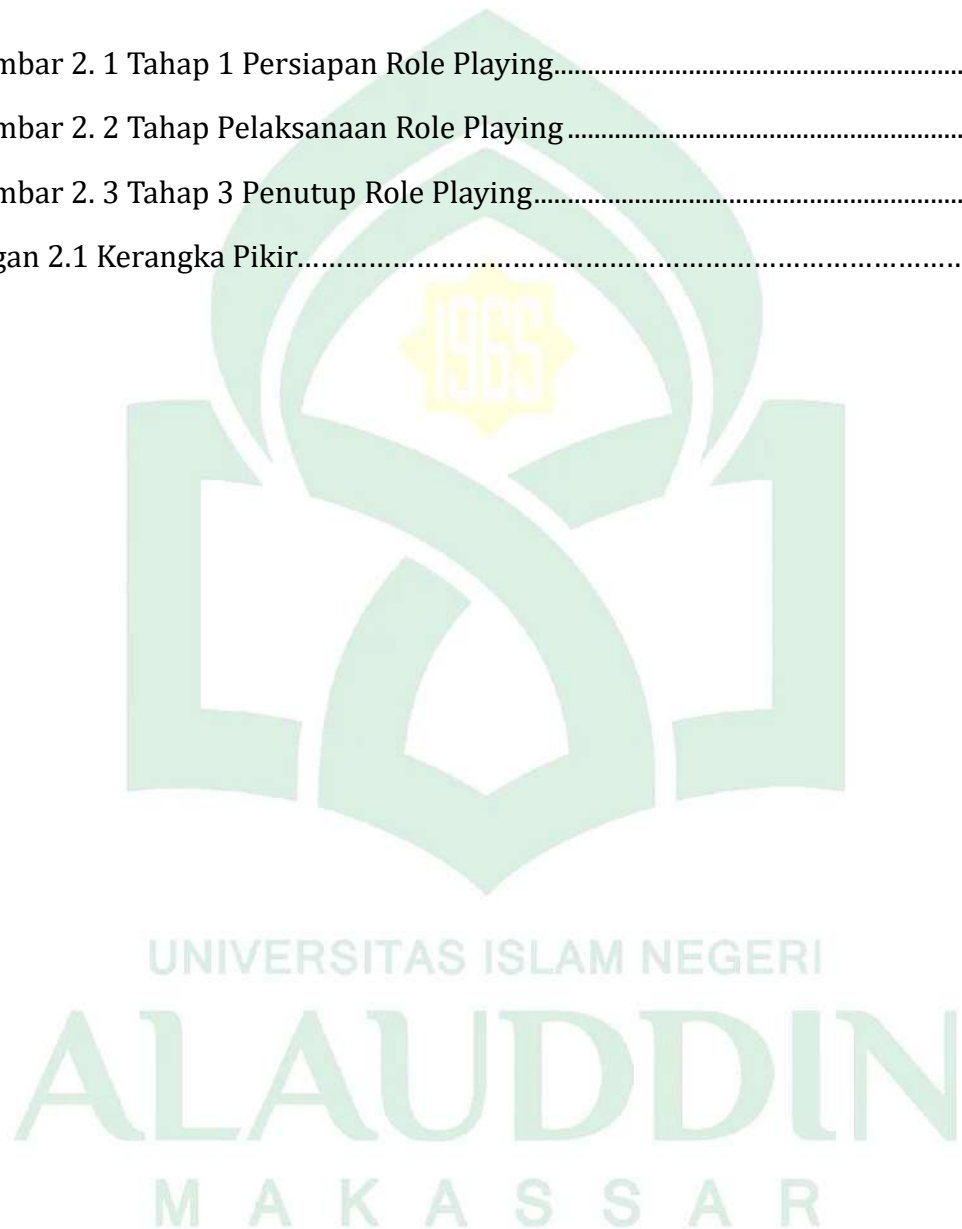 mbar 2. 1 Tahap 1 Persiapan Role Playing......................................................................
mbar 2. 2 Tahap Pelaksanaan Role Playing ....................................................................
mbar 2. 3 Tahap 3 Penutup Role Playing.........................................................................
gan 2.1 Kerangka Pikir……………………………………………………………………
1965
UNIVERSITAS ISLAM NEGERI
ALAUDDIN
MAKASSAR